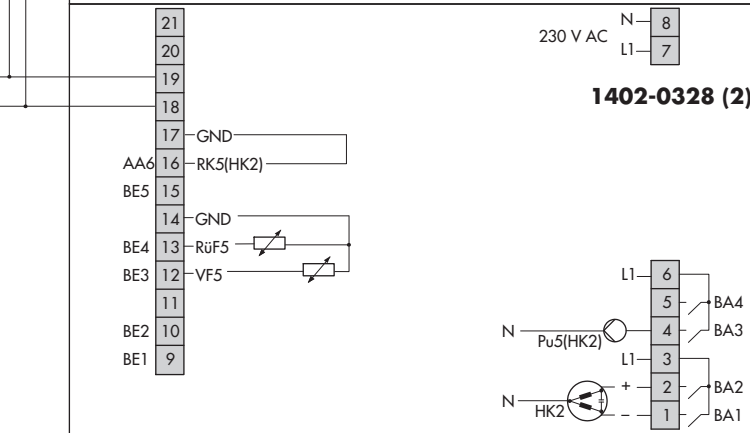 21
20
19
18
17 GND
AA6 16 RK5(HK2)
BE5 15
14 GND
BE4 13 RüF5
BE3 12 VF5
11
BE2 10
BE1 9
N 8
230 V AC
L1 7
1402-0328 (2)
L1 6
5 BA4
N Pu5(HK2) 4 BA3
L1 3
+ 2 BA2
N HK2
− 1 BA1